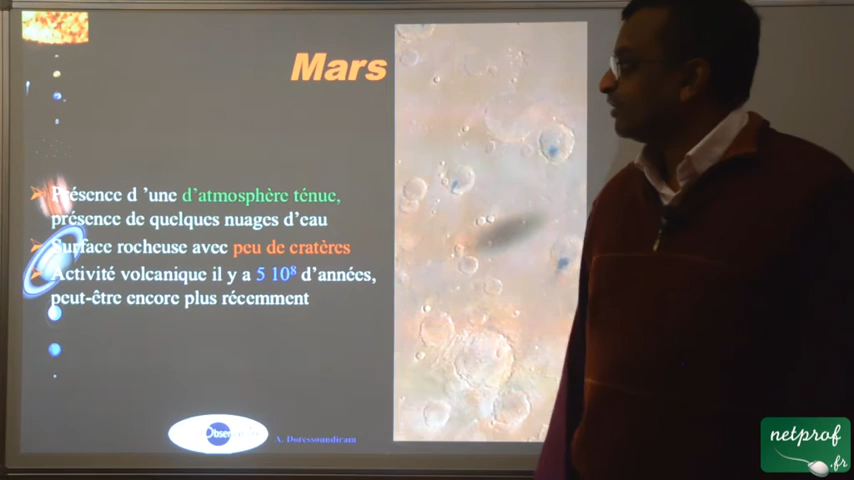 Mars
Présence d ’une d’atmosphère ténue,
présence de quelques nuages d’eau
Surface rocheuse avec peu de cratères
Activité volcanique il y a 5 10⁸ d’années,
peut-être encore plus récemment
A. Doressoundiram
netprof
.fr